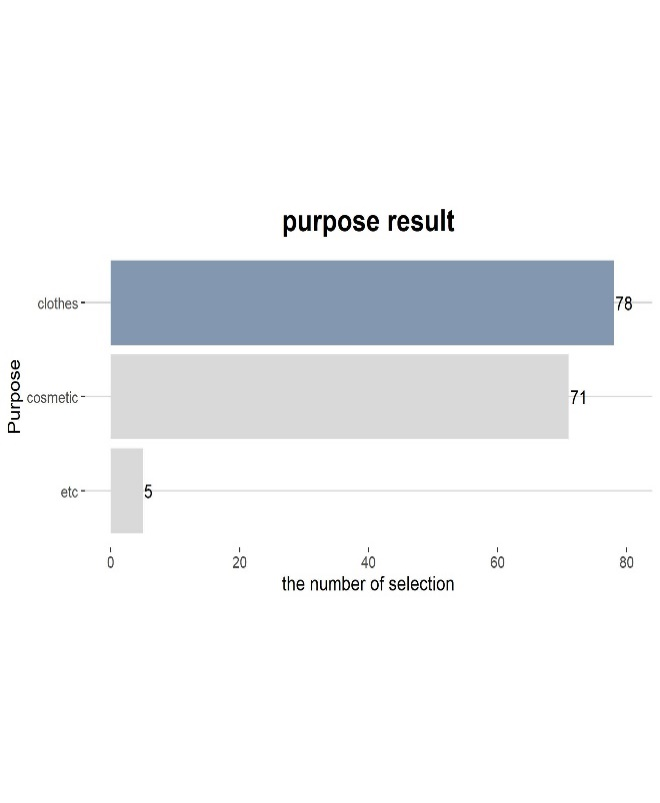 purpose result
Purpose
clothes
78
cosmetic
71
etc
5
0 20 40 60 80
the number of selection